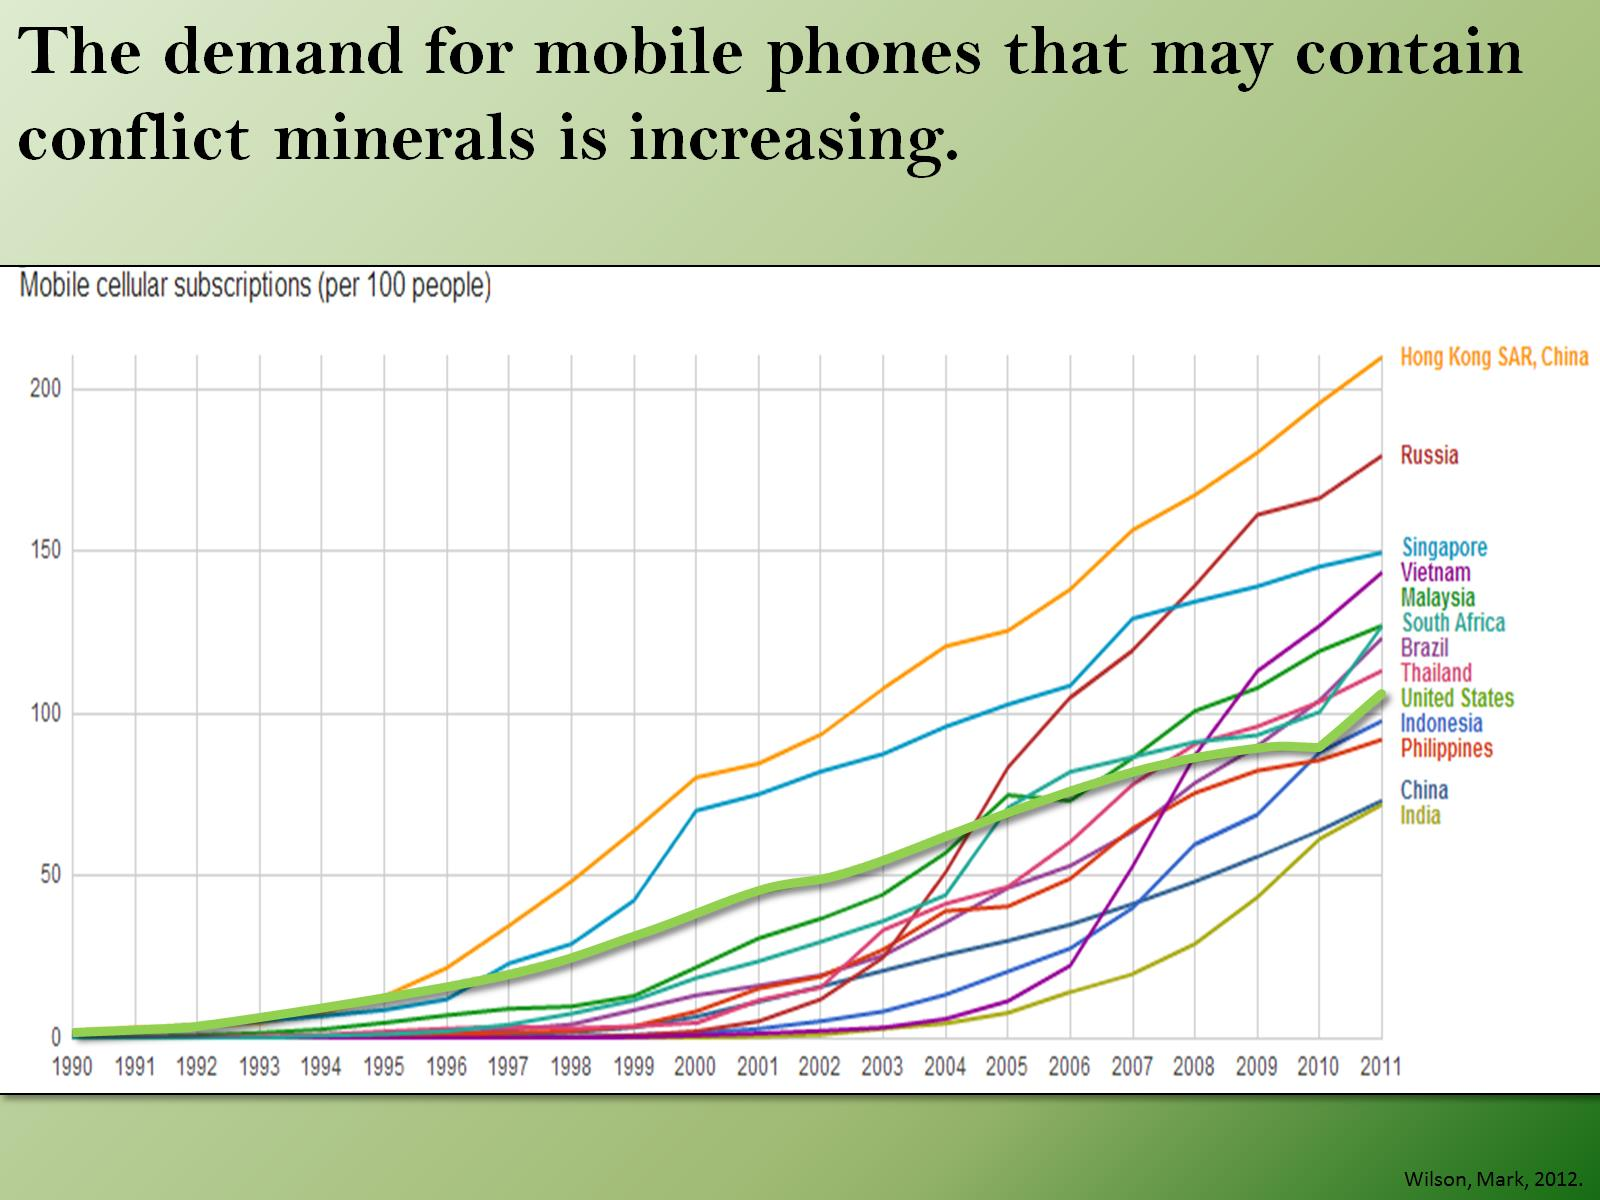 The demand for mobile phones that may contain
conflict minerals is increasing.
Mobile cellular subscriptions (per 100 people)
200
150
100
50
0
1990 1991 1992 1993 1994 1995 1996 1997 1998 1999 2000 2001 2002 2003 2004 2005 2006 2007 2008 2009 2010 2011
Hong Kong SAR, China
Russia
Singapore
Vietnam
Malaysia
South Africa
Brazil
Thailand
United States
Indonesia
Philippines
China
India
Wilson, Mark, 2012.